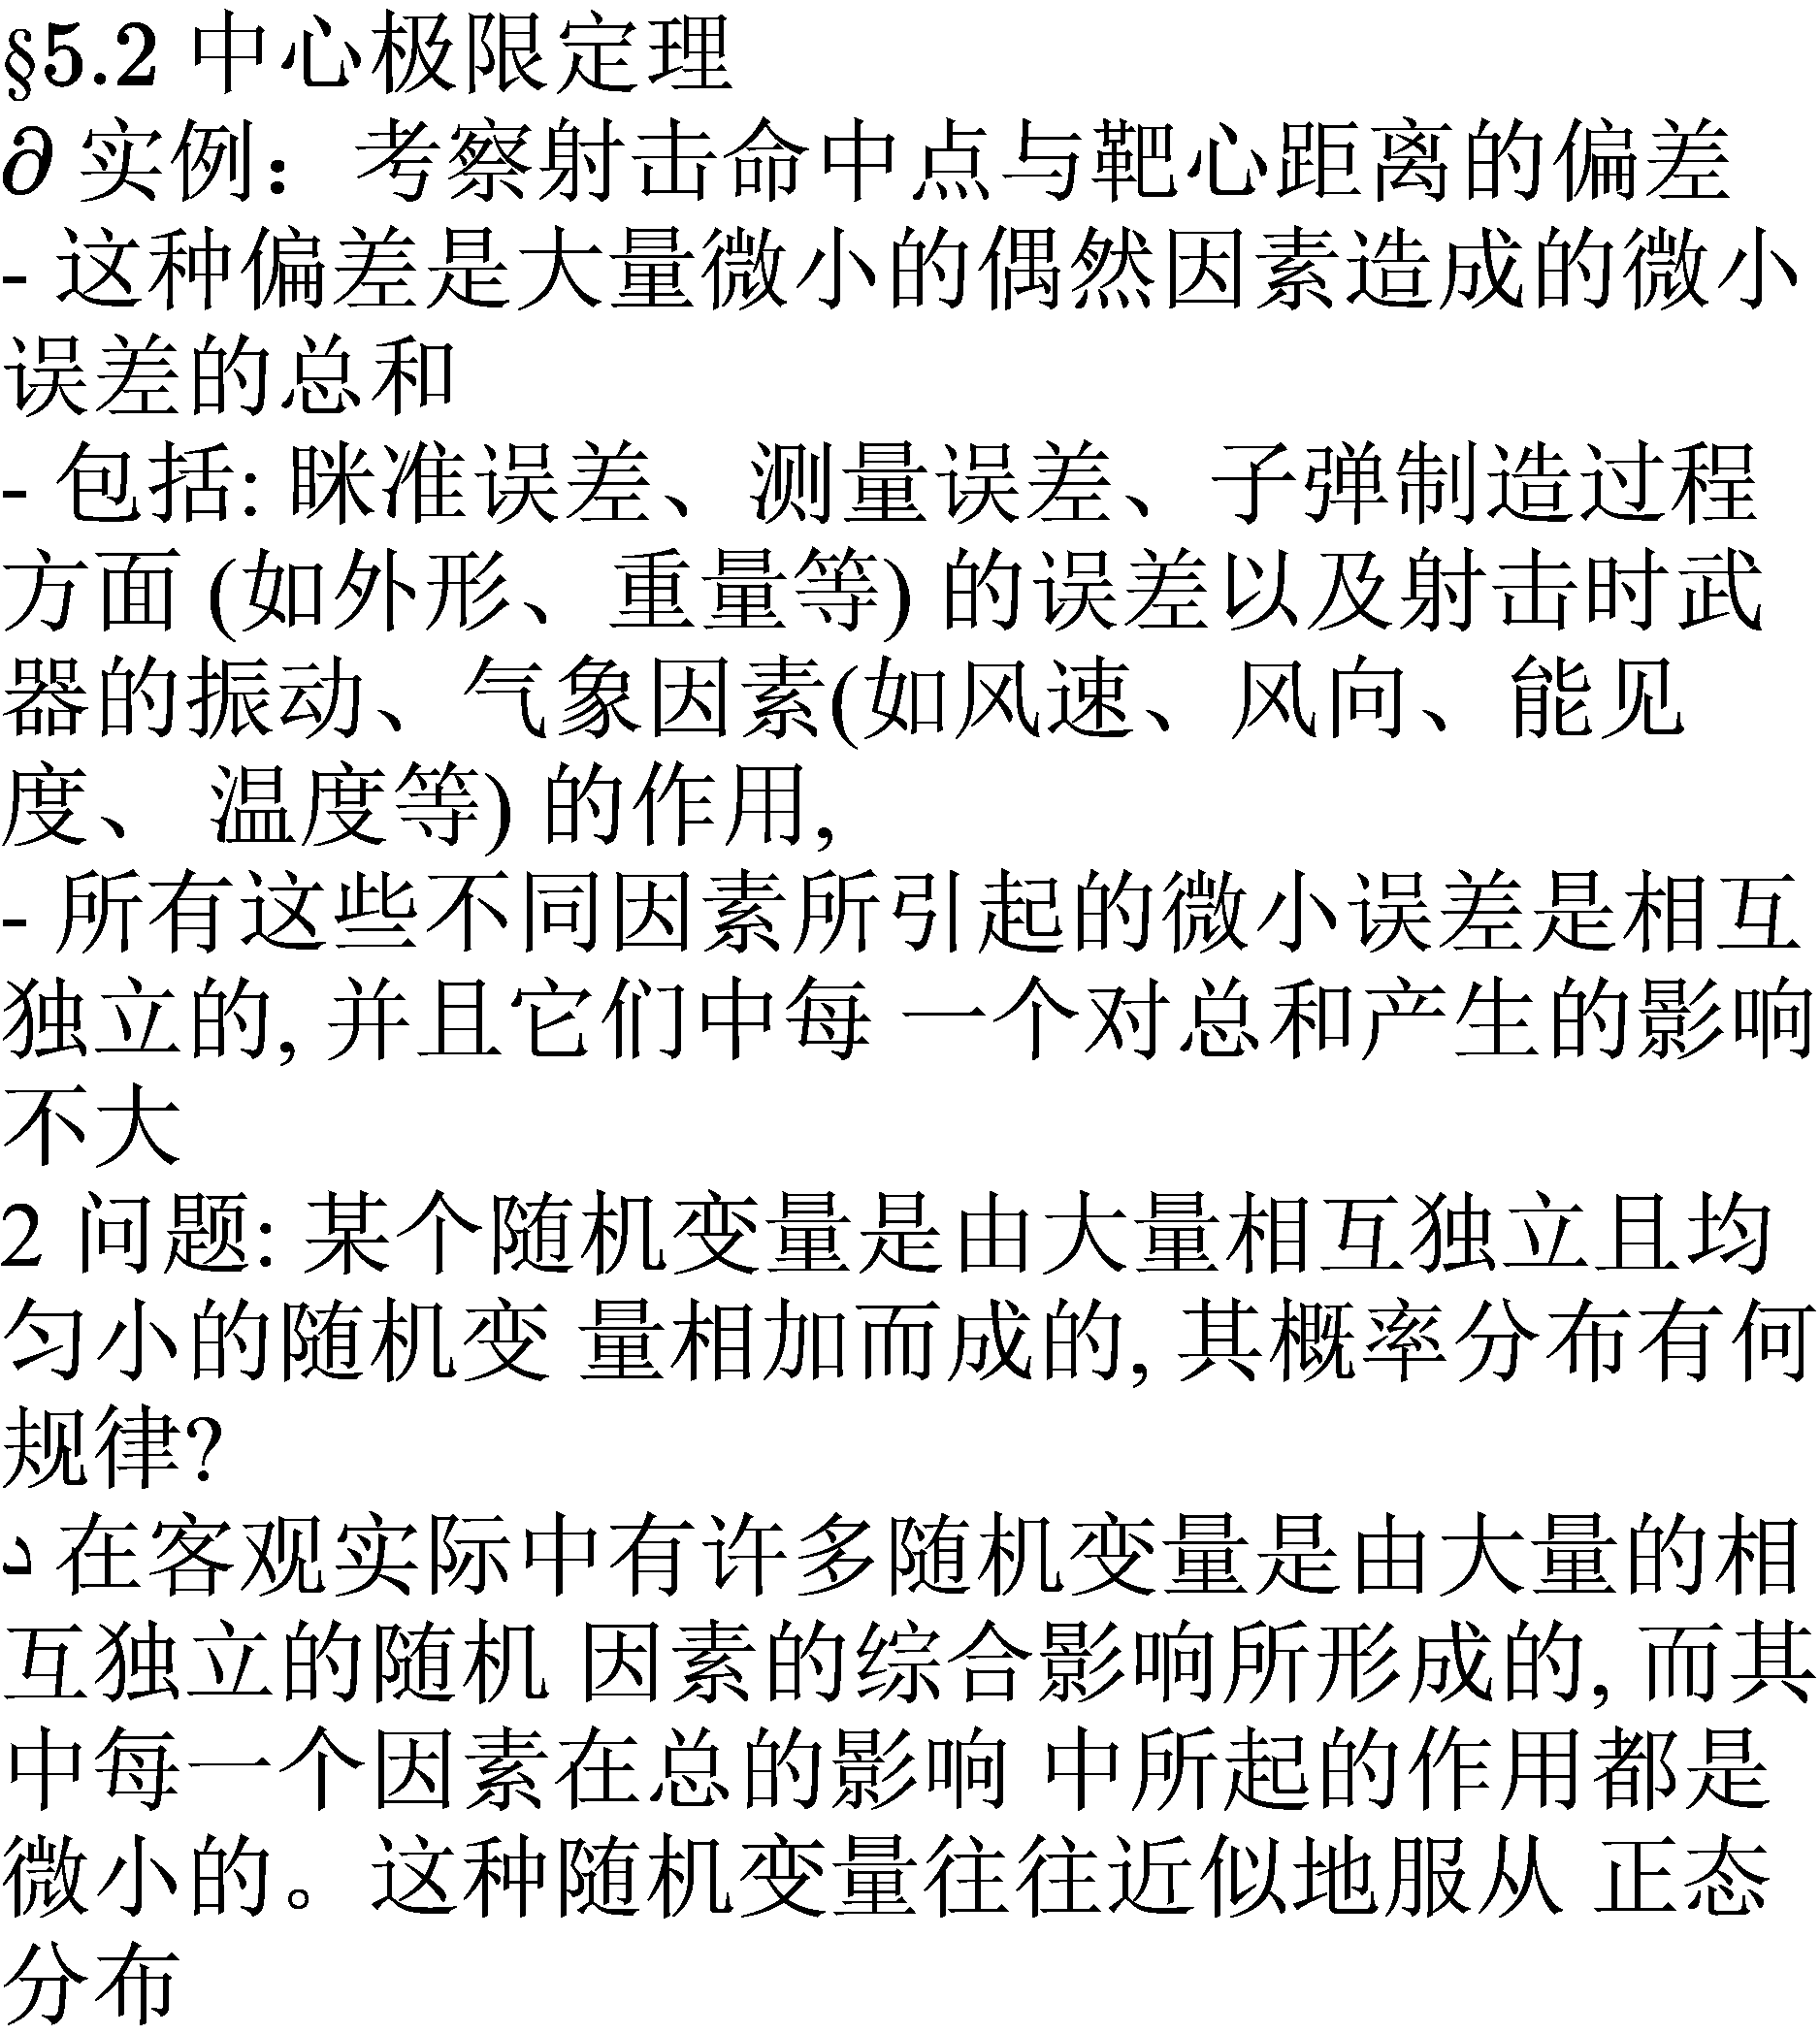 §5.2 中心极限定理
∂ 实例：考察射击命中点与靶心距离的偏差
- 这种偏差是大量微小的偶然因素造成的微小
误差的总和
- 包括: 眯准误差、测量误差、子弹制造过程
方面 (如外形、重量等) 的误差以及射击时武
器的振动、气象因素(如风速、风向、能见
度、 温度等) 的作用,
- 所有这些不同因素所引起的微小误差是相互
独立的, 并且它们中每 一个对总和产生的影响
不大
2 问题: 某个随机变量是由大量相互独立且均
匀小的随机变 量相加而成的, 其概率分布有何
规律?
د 在客观实际中有许多随机变量是由大量的相
互独立的随机 因素的综合影响所形成的, 而其
中每一个因素在总的影响 中所起的作用都是
微小的。这种随机变量往往近似地服从 正态
分布